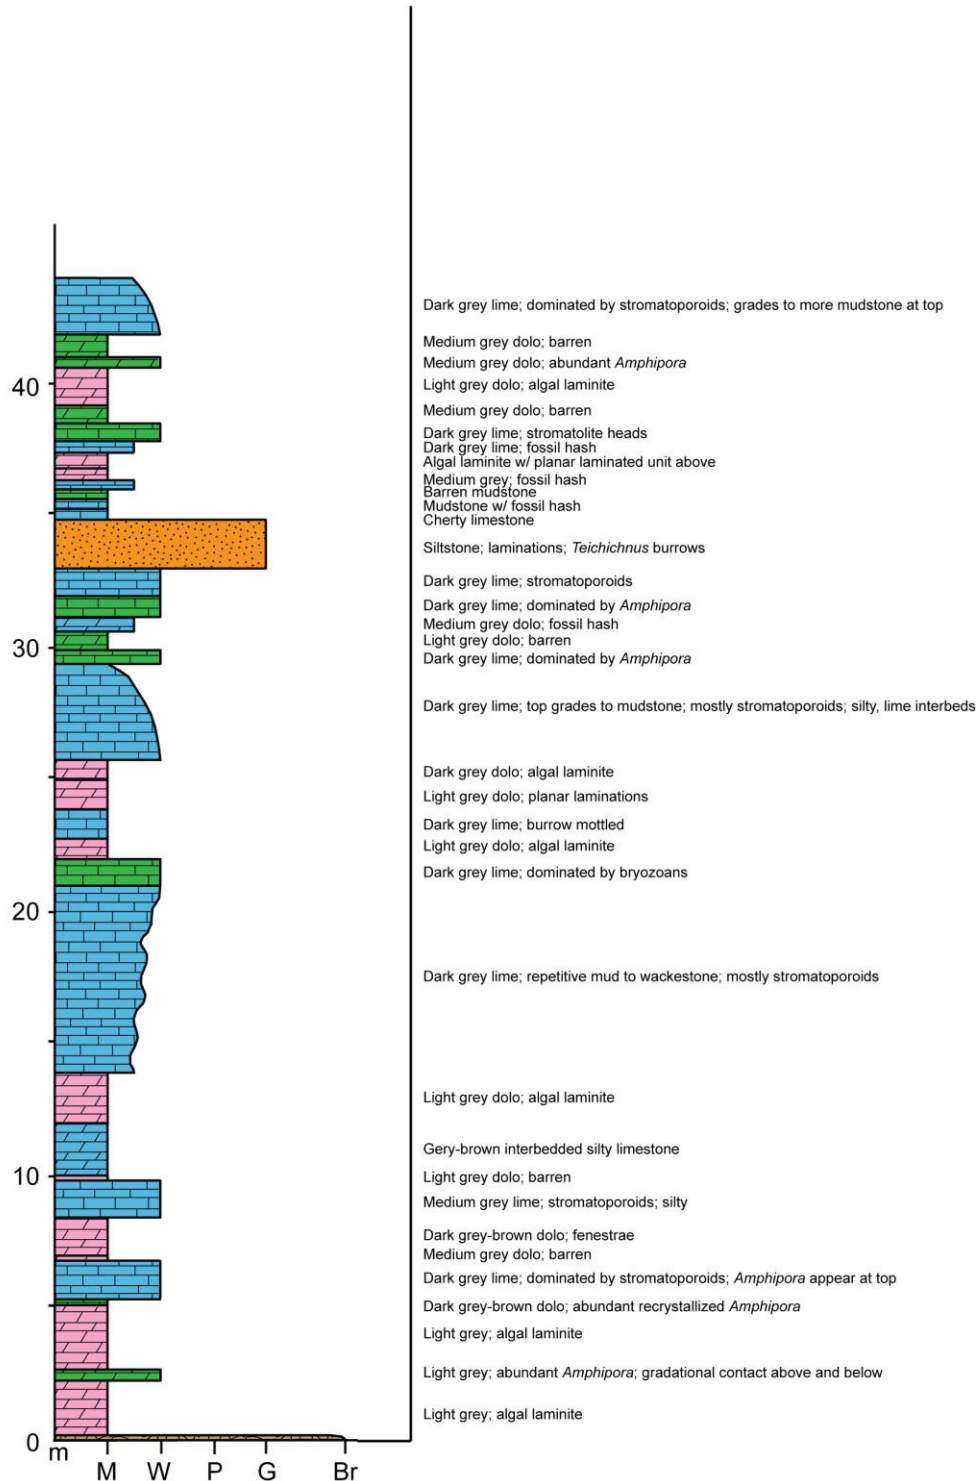 Dark grey lime; dominated by stromatoporoids; grades to more mudstone at top
Medium grey dolo; barren
Medium grey dolo; abundant Amphipora
40
Light grey dolo; algal laminite
Medium grey dolo; barren
Dark grey lime; stromatolite heads
Dark grey lime; fossil hash
Algal laminite w/ planar laminated unit above
Medium grey; fossil hash
Barren mudstone
Mudstone w/ fossil hash
Cherty limestone
Siltstone; laminations; Teichichnus burrows
Dark grey lime; stromatoporoids
Dark grey lime; dominated by Amphipora
Medium grey dolo; fossil hash
30
Light grey dolo; barren
Dark grey lime; dominated by Amphipora
Dark grey lime; top grades to mudstone; mostly stromatoporoids; silty, lime interbeds
Dark grey dolo; algal laminite
Light grey dolo; planar laminations
Dark grey lime; burrow mottled
Light grey dolo; algal laminite
Dark grey lime; dominated by bryozoans
20
Dark grey lime; repetitive mud to wackestone; mostly stromatoporoids
Light grey dolo; algal laminite
Gery-brown interbedded silty limestone
10
Light grey dolo; barren
Medium grey lime; stromatoporoids; silty
Dark grey-brown dolo; fenestrae
Medium grey dolo; barren
Dark grey lime; dominated by stromatoporoids; Amphipora appear at top
Dark grey-brown dolo; abundant recrystallized Amphipora
Light grey; algal laminite
Light grey; abundant Amphipora; gradational contact above and below
Light grey; algal laminite
0
m
M W P G Br